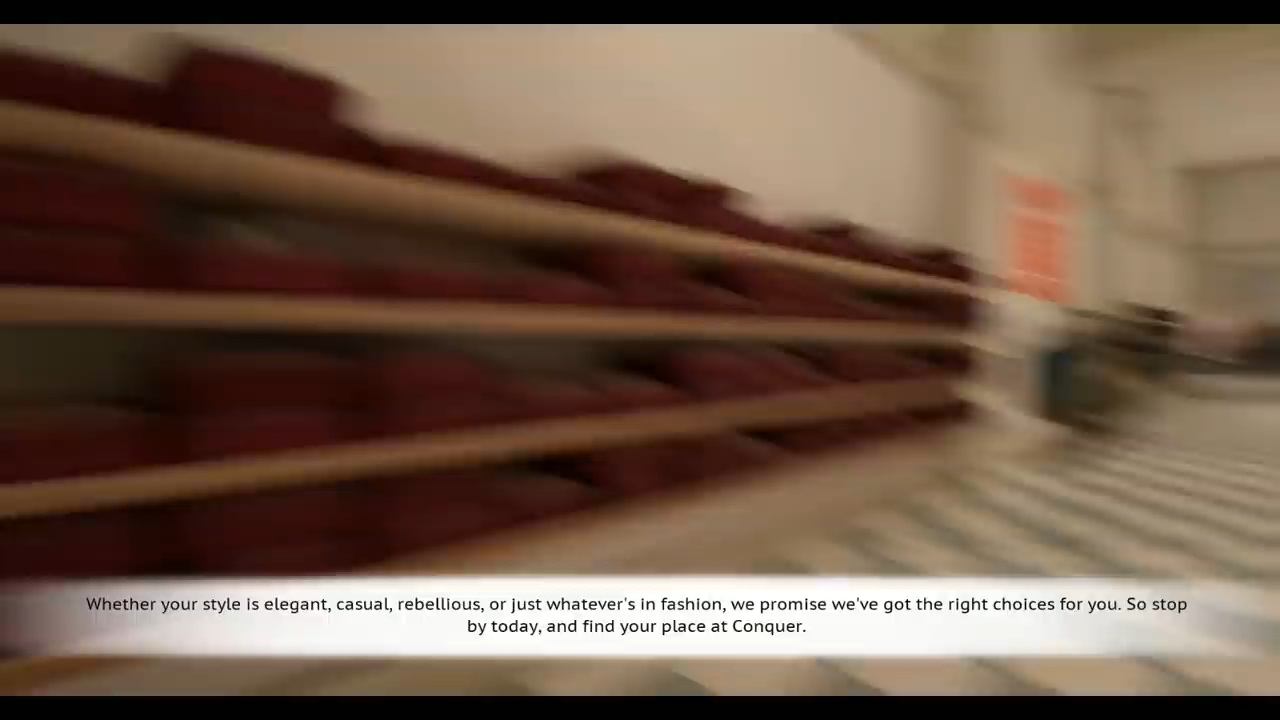 Whether your style is elegant, casual, rebellious, or just whatever's in fashion, we promise we've got the right choices for you. So stop
by today, and find your place at Conquer.